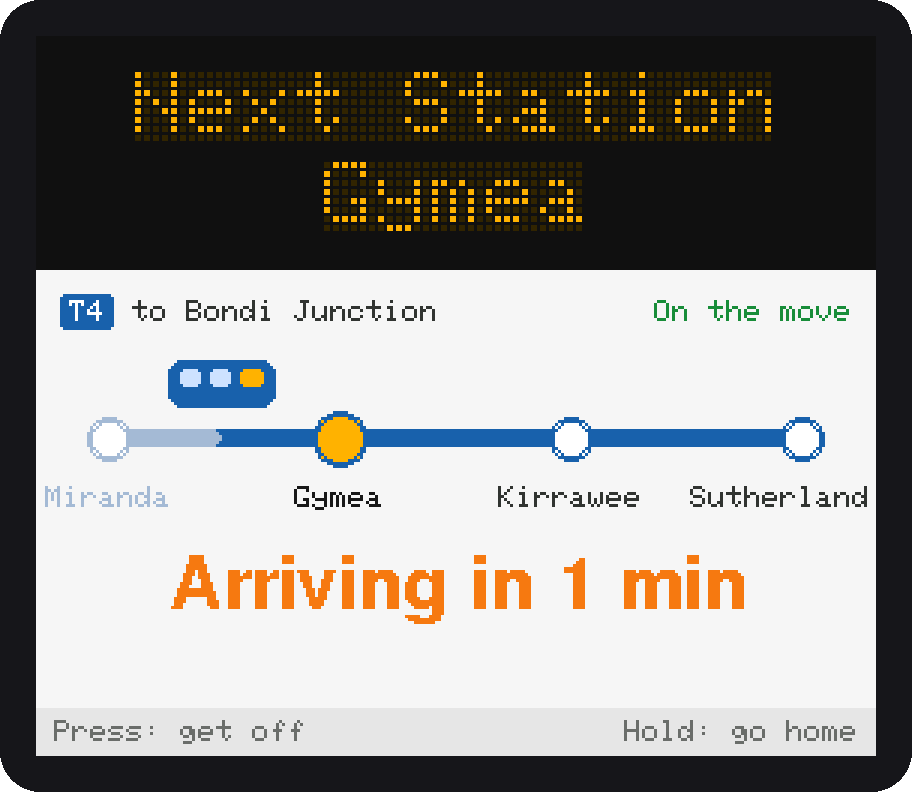 Next Station
Gymea
T4 to Bondi Junction
On the move
Miranda
Gymea
Kirrawee
Sutherland
Arriving in 1 min
Press: get off
Hold: go home